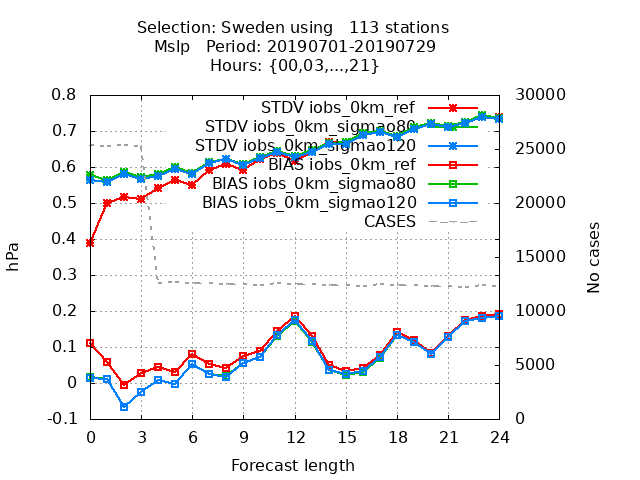 Selection: Sweden using   113 stations
Mslp   Period: 20190701-20190729
Hours: {00,03,...,21}
STDV iobs_0km_ref
STDV iobs_0km_sigmao80
STDV iobs_0km_sigmao120
BIAS iobs_0km_ref
BIAS iobs_0km_sigmao80
BIAS iobs_0km_sigmao120
CASES
0.8
0.7
0.6
0.5
0.4
0.3
0.2
0.1
0
-0.1
hPa
30000
25000
20000
15000
10000
5000
0
No cases
0 3 6 9 12 15 18 21 24
Forecast length